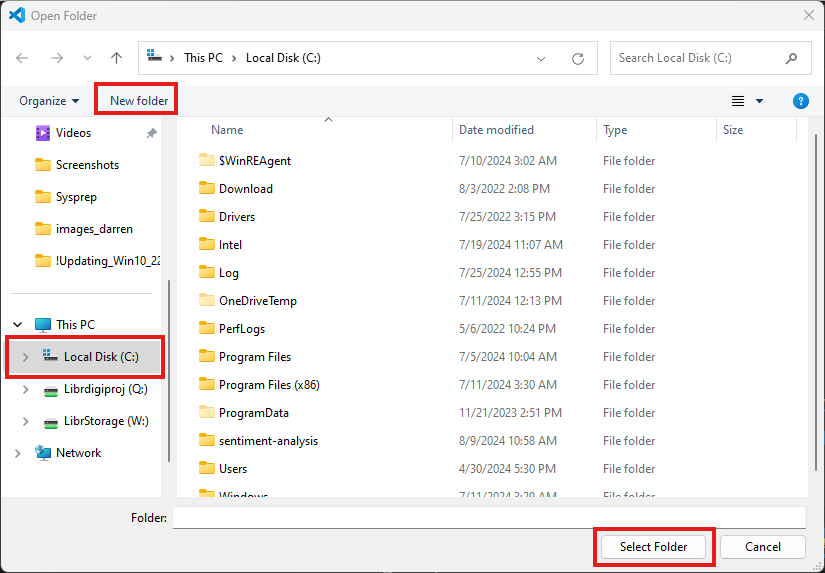 Open Folder
This PC > Local Disk (C:)
Search Local Disk (C:)
Organize
New folder
Videos
Screenshots
Sysprep
images_darren
!Updating_Win10_22
This PC
Local Disk (C:)
Librdigiproj (Q:)
LibrStorage (W:)
Network
Name Date modified Type Size
$WinREAgent 7/10/2024 3:02 AM File folder
Download 8/3/2022 2:08 PM File folder
Drivers 7/25/2022 3:15 PM File folder
Intel 7/19/2024 11:07 AM File folder
Log 7/25/2024 12:55 PM File folder
OneDriveTemp 7/11/2024 12:13 PM File folder
PerfLogs 5/6/2022 10:24 PM File folder
Program Files 7/5/2024 10:04 AM File folder
Program Files (x86) 7/11/2024 3:30 AM File folder
ProgramData 11/21/2023 2:51 PM File folder
sentiment-analysis 8/9/2024 10:58 AM File folder
Users 4/30/2024 5:30 PM File folder
Windows 7/11/2024 3:29 AM File folder
Folder:
Select Folder
Cancel